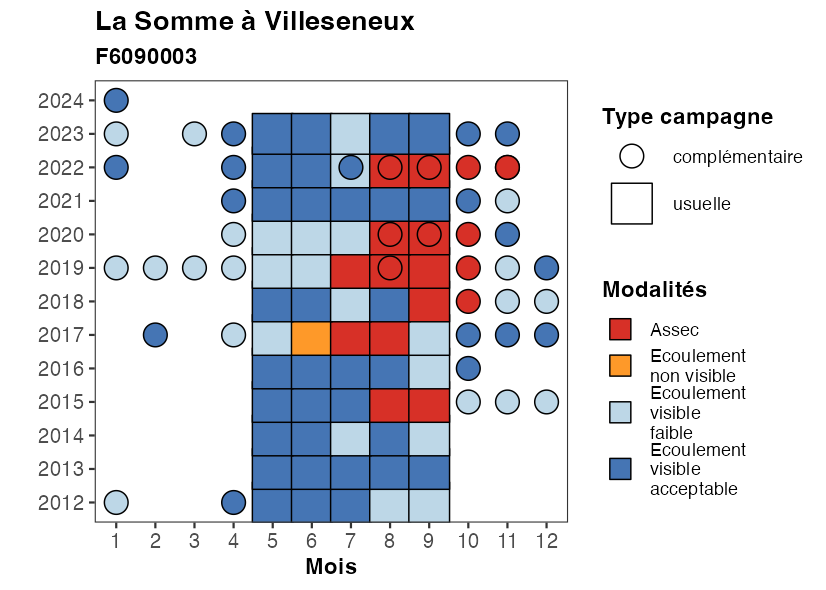 La Somme à Villeseneux
F6090003
2024
2023
2022
2021
2020
2019
2018
2017
2016
2015
2014
2013
2012
1 2 3 4 5 6 7 8 9 10 11 12
Mois
Type campagne
complémentaire
usuelle
Modalités
Assec
Ecoulement
non visible
Ecoulement
visible
faible
Ecoulement
visible
acceptable